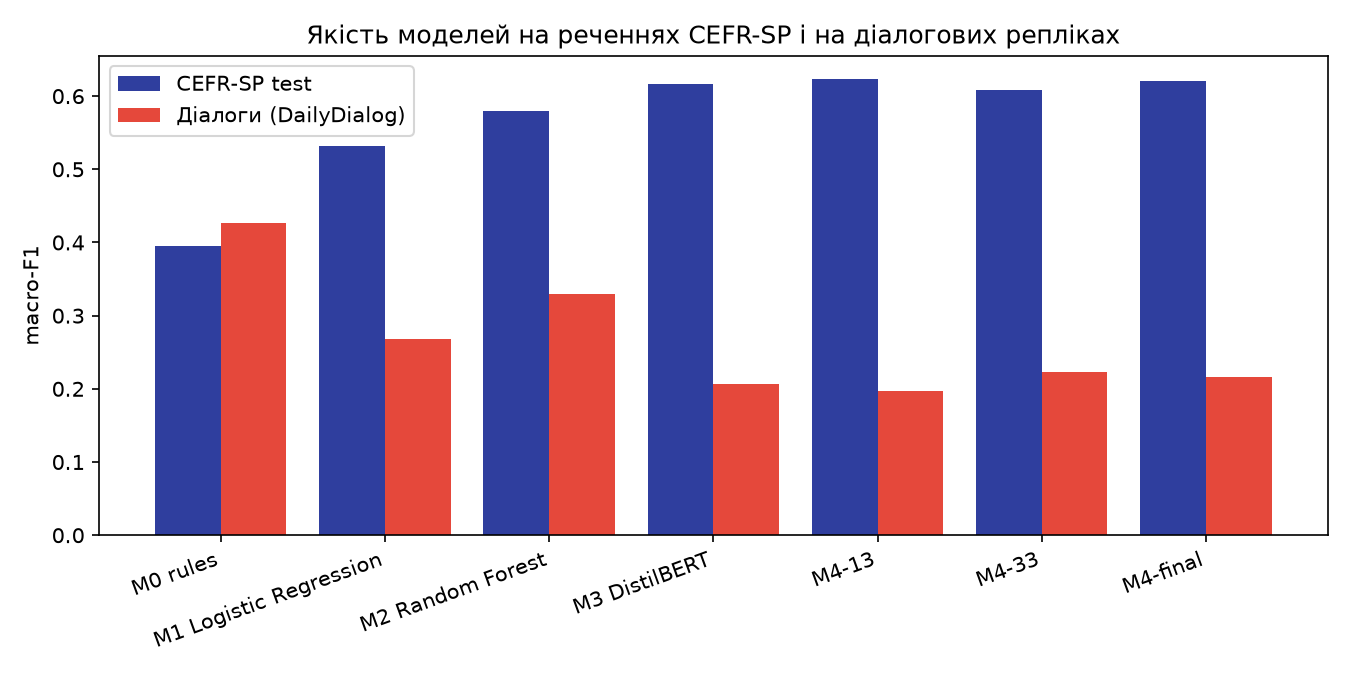 Якість моделей на реченнях CEFR-SP і на діалогових репліках
CEFR-SP test
Діалоги (DailyDialog)
macro-F1
0.6
0.5
0.4
0.3
0.2
0.1
0.0
M0 rules
M1 Logistic Regression
M2 Random Forest
M3 DistilBERT
M4-13
M4-33
M4-final